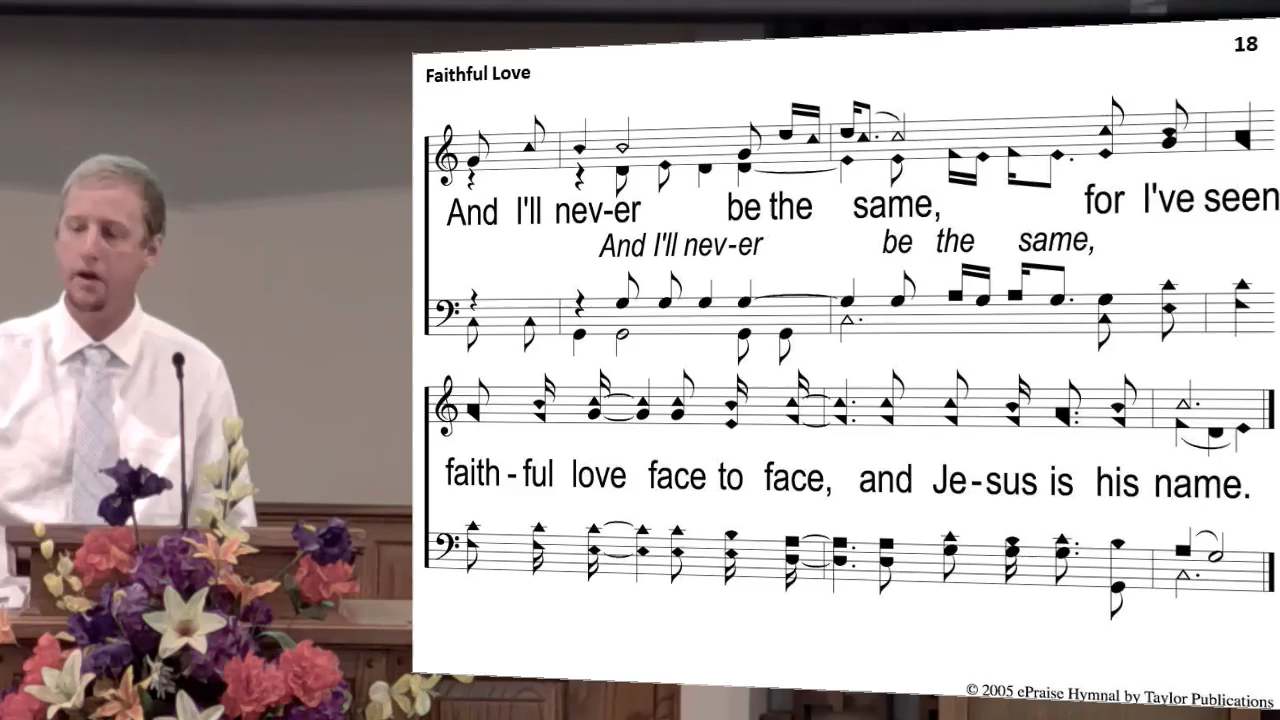 18
Faithful Love
And I'll nev-er be the same, for I've seen
And I'll nev-er be the same,
faith-ful love face to face, and Je-sus is his name.
© 2005 ePraise Hymnal by Taylor Publications